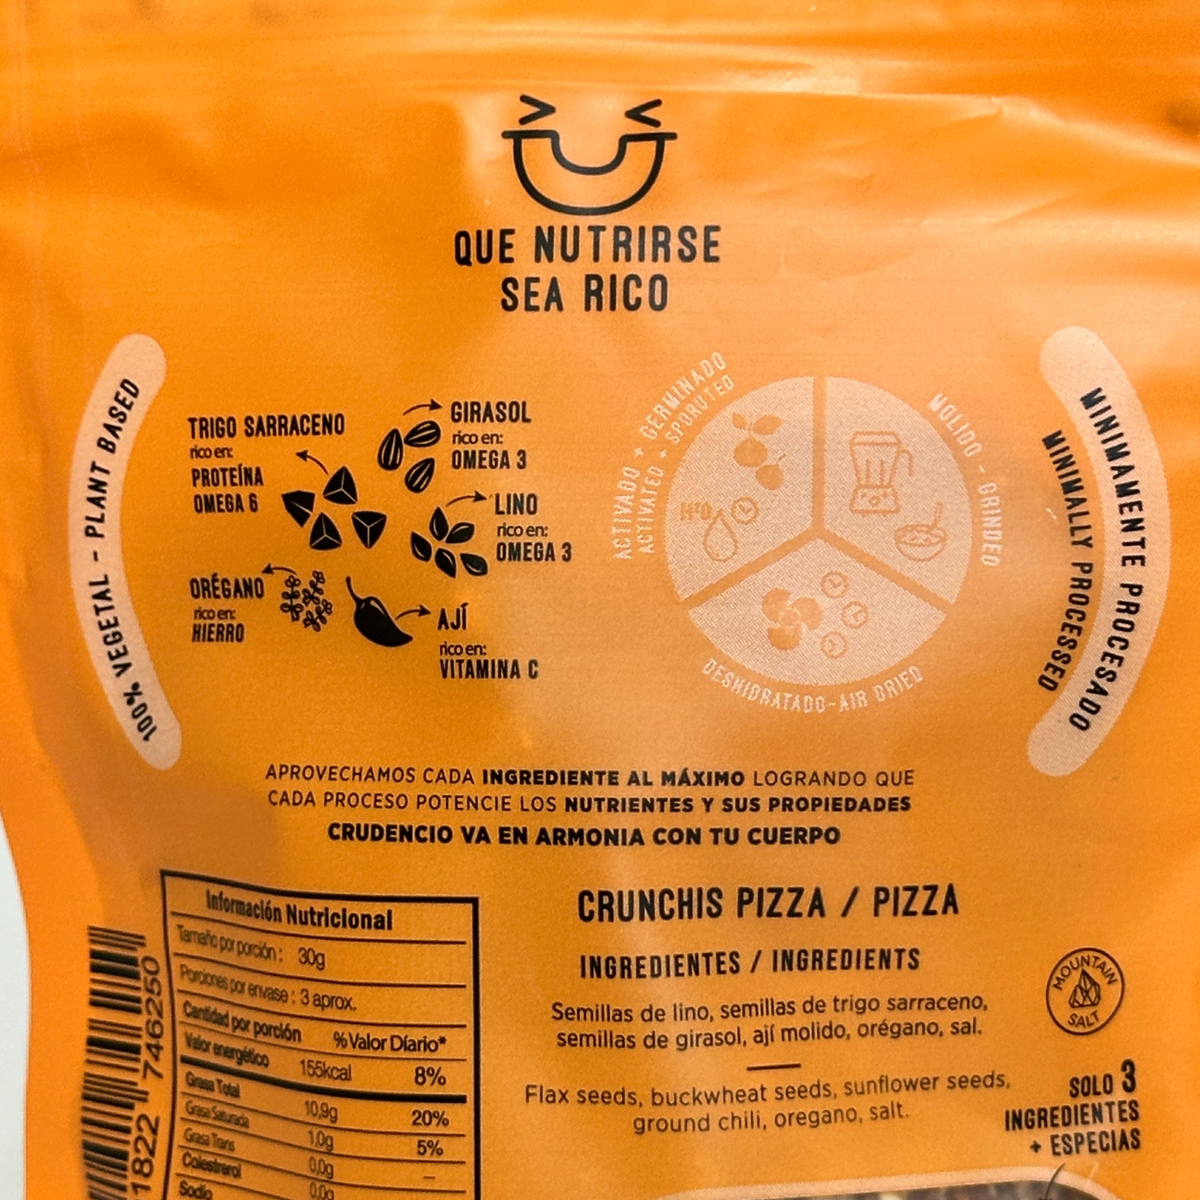 QUE NUTRIRSE
SEA RICO
100% VEGETAL - PLANT BASED
TRIGO SARRACENO
rico en:
PROTEÍNA
OMEGA 6
GIRASOL
rico en:
OMEGA 3
LINO
rico en:
OMEGA 3
ORÉGANO
rico en:
HIERRO
AJÍ
rico en:
VITAMINA C
ACTIVADO + GERMINADO
ACTIVATED + SPORUTED
MOLIDO - GRINDED
H2O
DESHIDRATADO-AIR DRIED
MINIMAMENTE PROCESADO
MINIMALLY PROCESSED
APROVECHAMOS CADA INGREDIENTE AL MÁXIMO LOGRANDO QUE
CADA PROCESO POTENCIE LOS NUTRIENTES Y SUS PROPIEDADES
CRUDENCIO VA EN ARMONIA CON TU CUERPO
Información Nutricional
Tamaño por porción: 30g
Porciones por envase: 3 aprox.
Cantidad por porción % Valor Diario*
Valor energético 155kcal 8%
Grasa Total 10,9g 20%
Grasa Saturada 1,0g 5%
Grasa Trans 0,0g –
Colesterol 0,0g
Sodio
1822 746250
CRUNCHIS PIZZA / PIZZA
INGREDIENTES / INGREDIENTS
Semillas de lino, semillas de trigo sarraceno,
semillas de girasol, ají molido, orégano, sal.
Flax seeds, buckwheat seeds, sunflower seeds,
ground chili, oregano, salt.
MOUNTAIN
SALT
SOLO 3
INGREDIENTES
+ ESPECIAS